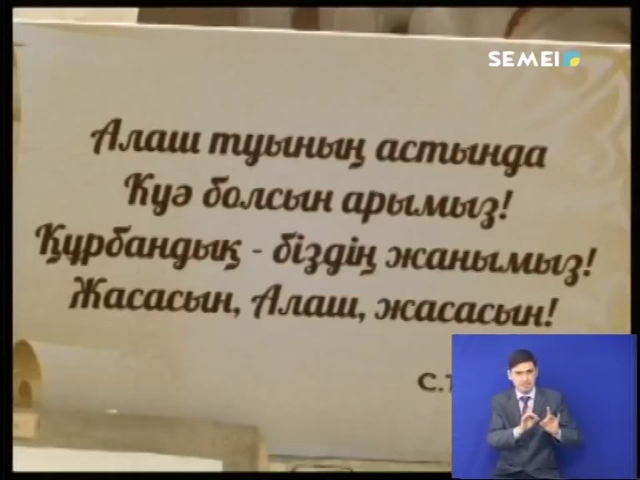 SEMEI
Алаш туының астында
Куә болсын арымыз!
Құрбандық - біздің жанымыз!
Жасасын, Алаш, жасасын!
С.Т